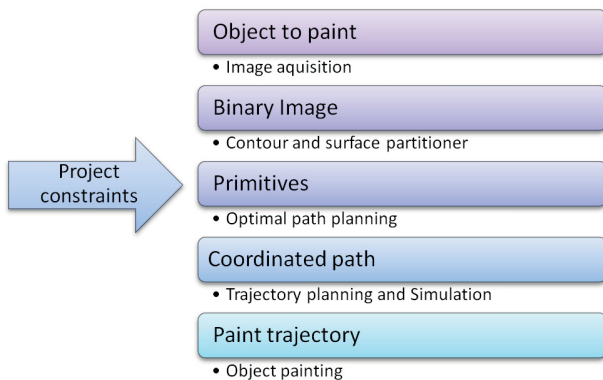 Object to paint
• Image aquisition
Binary Image
• Contour and surface partitioner
Project
constraints
Primitives
• Optimal path planning
Coordinated path
• Trajectory planning and Simulation
Paint trajectory
• Object painting